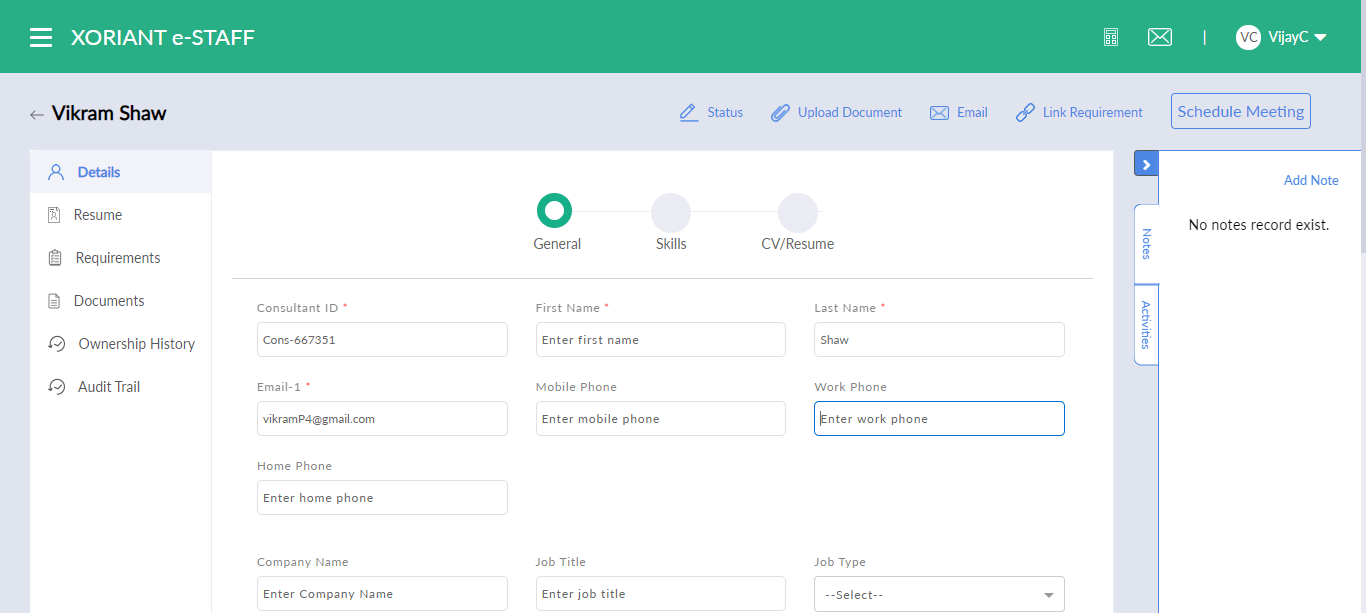 XORIANT e-STAFF
| VC VijayC
Vikram Shaw
Status Upload Document Email Link Requirement Schedule Meeting
Details
Resume
Requirements
Documents
Ownership History
Audit Trail
General Skills CV/Resume
Consultant ID * First Name * Last Name *
Cons-667351 Enter first name Shaw
Email-1 * Mobile Phone Work Phone
vikramP4@gmail.com Enter mobile phone Enter work phone
Home Phone
Enter home phone
Company Name Job Title Job Type
Enter Company Name Enter job title --Select--
Notes
Activities
Add Note
No notes record exist.